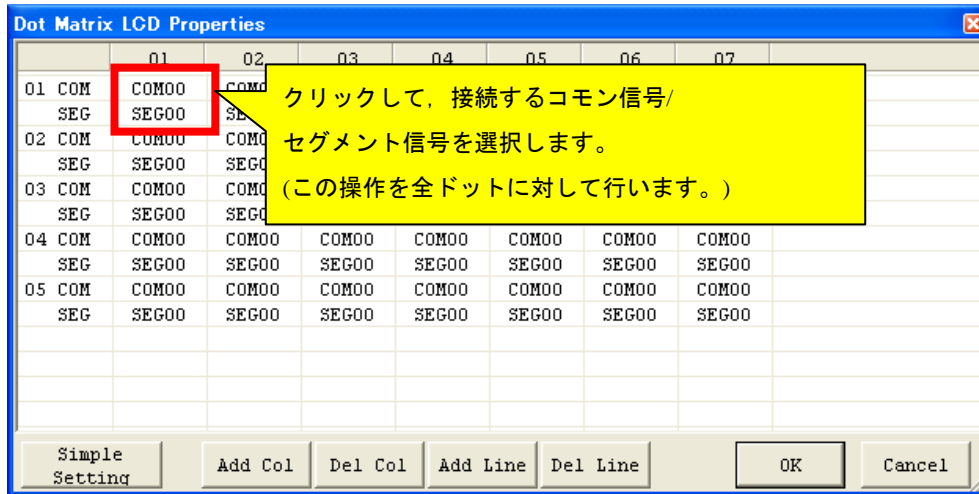 Dot Matrix LCD Properties
01 02 03 04 05 06 07
01 COM COM00
SEG SEG00
クリックして，接続するコモン信号/
セグメント信号を選択します。
(この操作を全ドットに対して行います。)
02 COM COM00
SEG SEG00
03 COM COM00
SEG SEG00 SEG00
04 COM COM00 COM00 COM00 COM00 COM00 COM00 COM00
SEG SEG00 SEG00 SEG00 SEG00 SEG00 SEG00 SEG00
05 COM COM00 COM00 COM00 COM00 COM00 COM00 COM00
SEG SEG00 SEG00 SEG00 SEG00 SEG00 SEG00 SEG00
Simple
Setting
Add Col Del Col Add Line Del Line OK Cancel